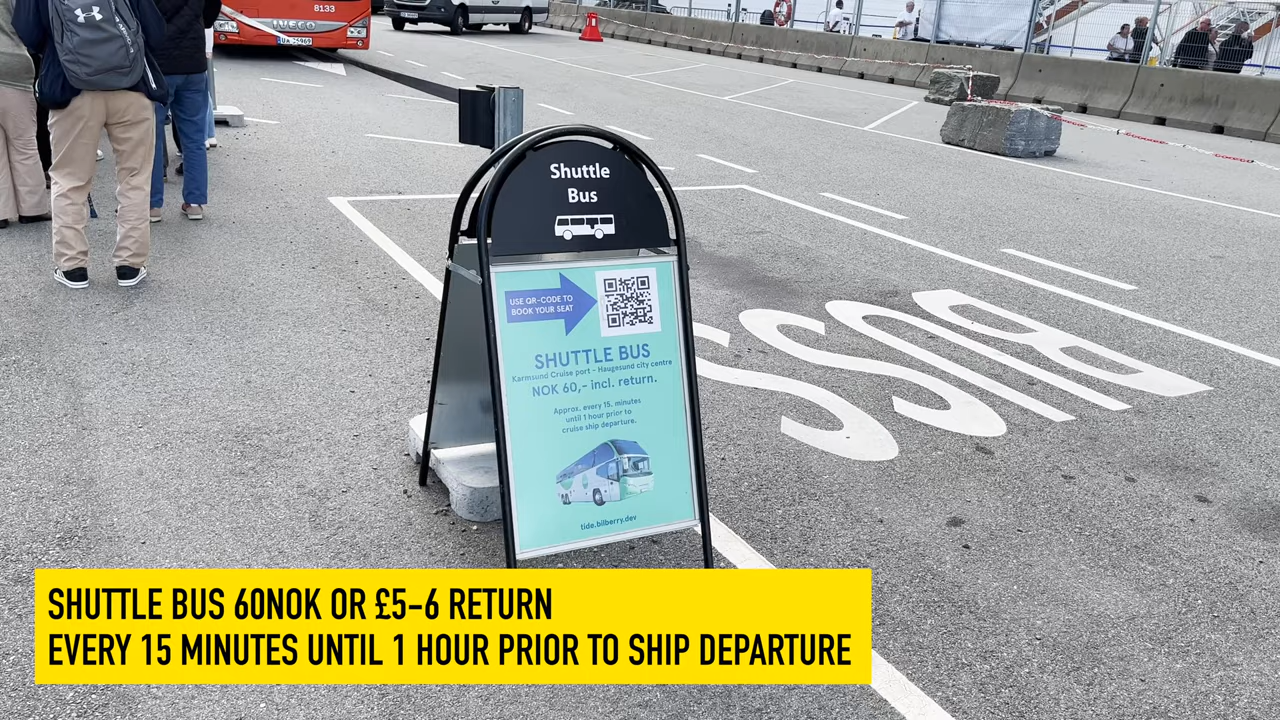 8133
IVECO
Shuttle
Bus
USE QR-CODE TO
BOOK YOUR SEAT
SHUTTLE BUS
Karmsund Cruise port - Haugesund city centre
NOK 60,- incl. return.
Approx. every 15. minutes
until 1 hour prior to
cruise ship departure.
tide.bilberry.dev
BUSS
SHUTTLE BUS 60NOK OR £5-6 RETURN
EVERY 15 MINUTES UNTIL 1 HOUR PRIOR TO SHIP DEPARTURE